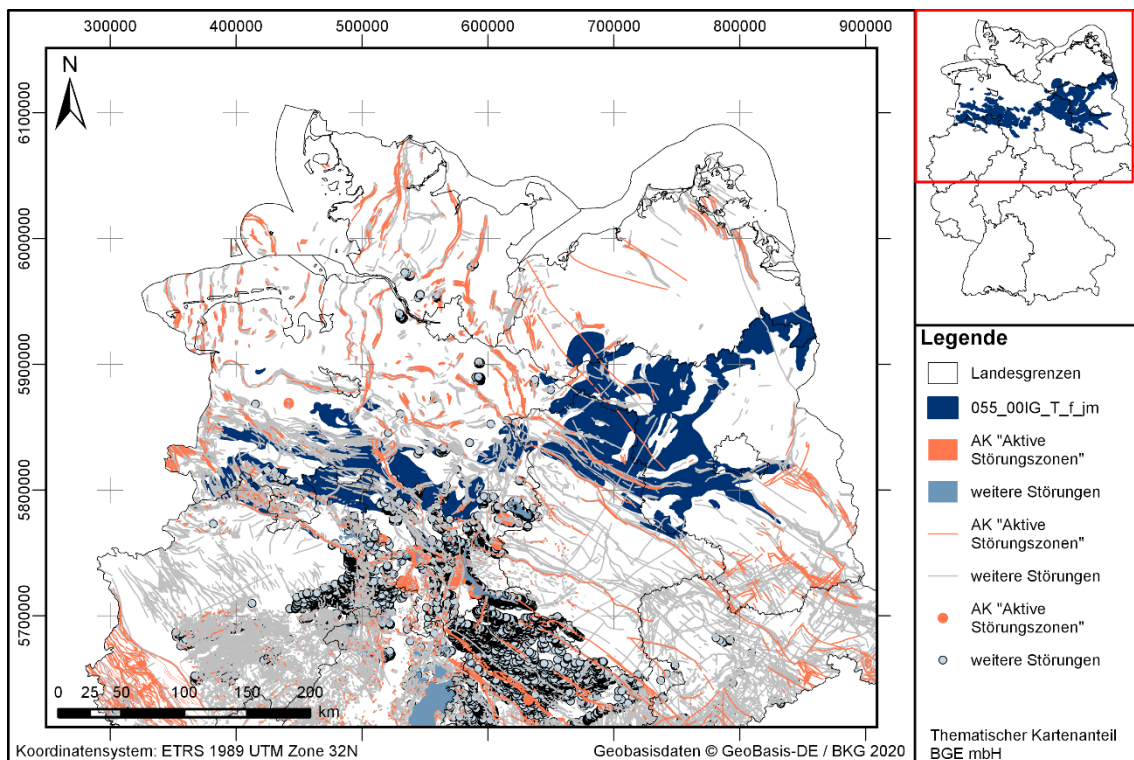 300000 400000 500000 600000 700000 800000 900000
N
6100000
6000000
5900000
5800000
5700000
0 25 50 100 150 200
km
Koordinatensystem: ETRS 1989 UTM Zone 32N
Geobasisdaten © GeoBasis-DE / BKG 2020
Legende
Landesgrenzen
055_00IG_T_f_jm
AK "Aktive
Störungszonen"
weitere Störungen
AK "Aktive
Störungszonen"
weitere Störungen
AK "Aktive
Störungszonen"
weitere Störungen
Thematischer Kartenanteil
BGE mbH